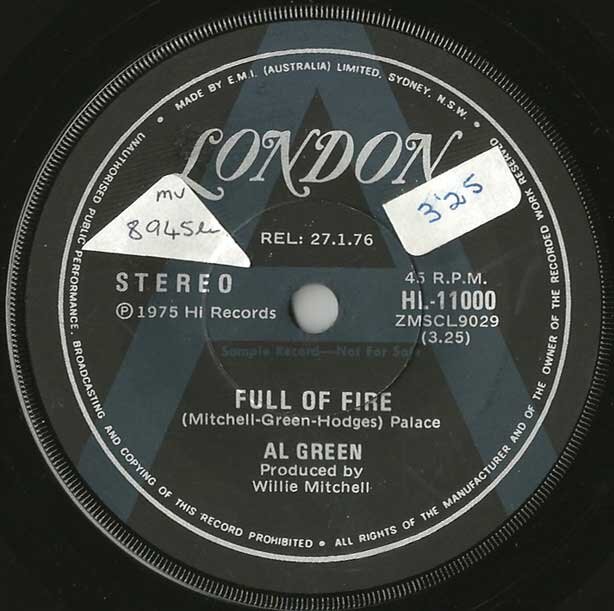 MADE BY E.M.I. (AUSTRALIA) LIMITED, SYDNEY, N.S.W.
UNAUTHORISED PUBLIC PERFORMANCE, BROADCASTING AND COPYING OF THIS RECORD PROHIBITED • ALL RIGHTS OF THE MANUFACTURER AND OF THE OWNER OF THE RECORDED WORK RESERVED
LONDON
mv
3'25
REL: 27.1.76
STEREO
45 R.P.M.
HL-11000
℗ 1975 Hi Records
ZMSCL9029
(3.25)
Sample Record—Not For Sale
FULL OF FIRE
(Mitchell-Green-Hodges) Palace
AL GREEN
Produced by
Willie Mitchell
A